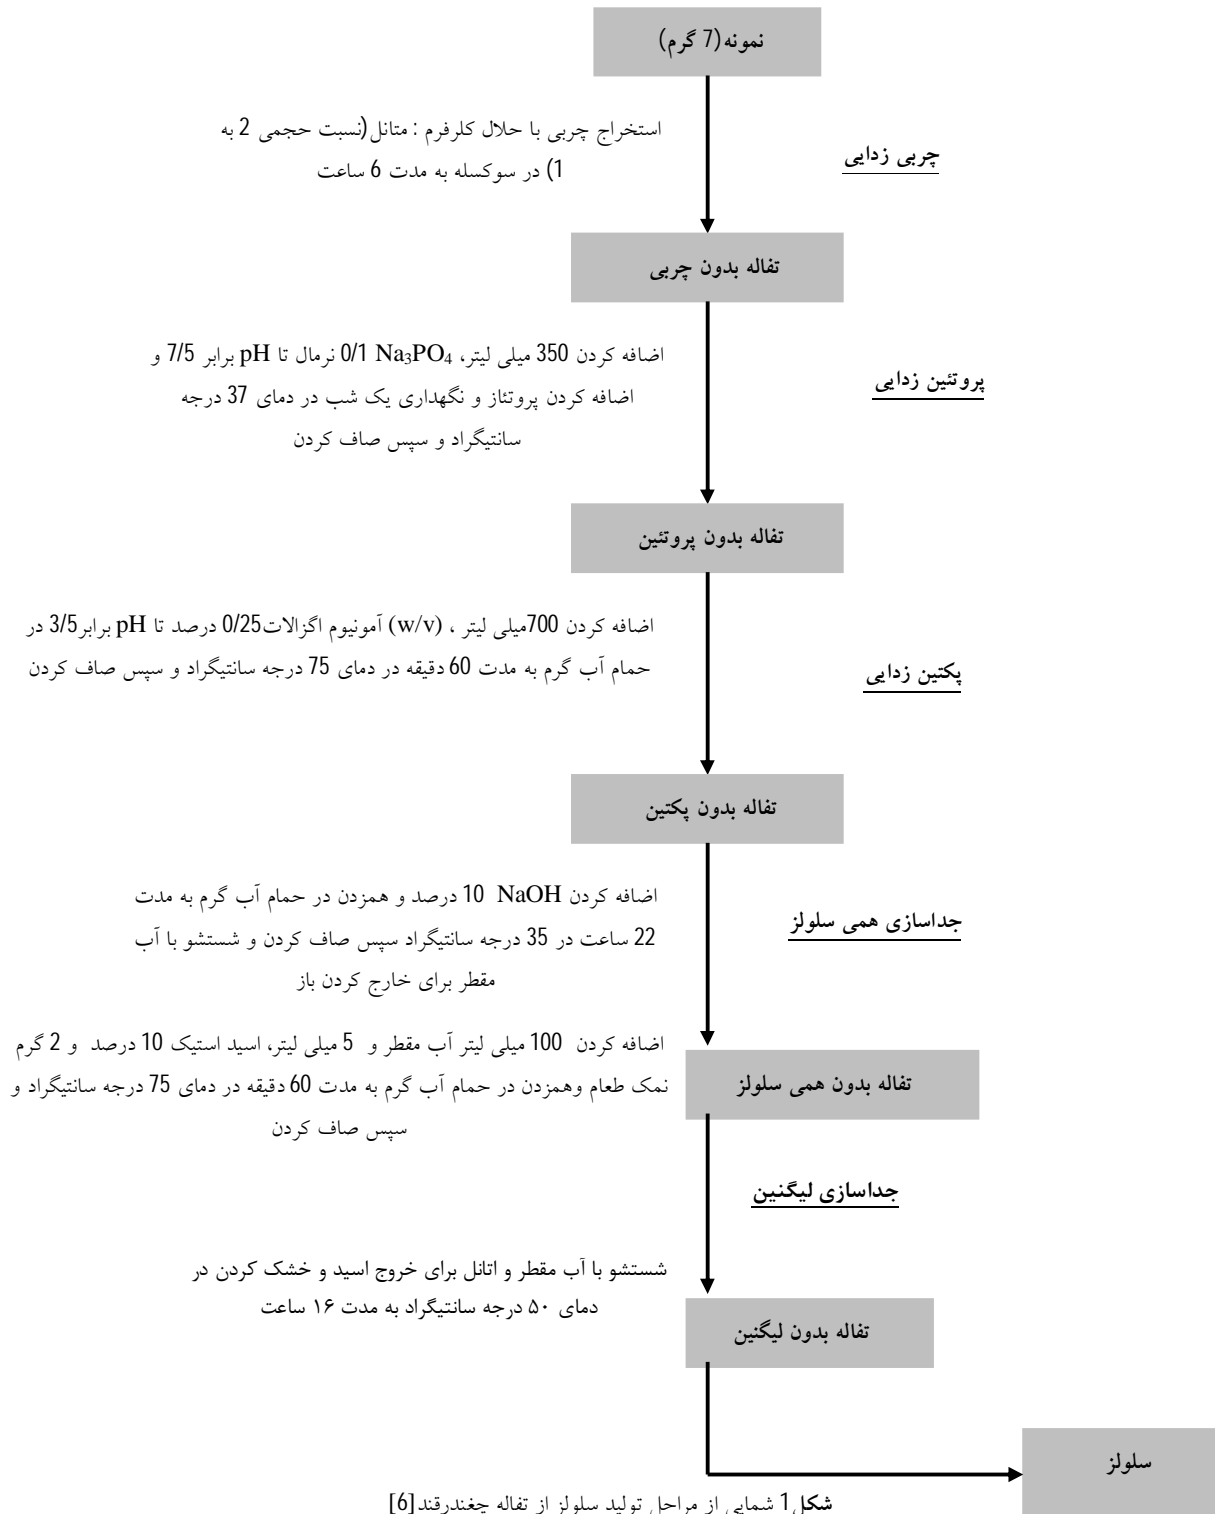 نمونه(7 گرم)
استخراج چربی با حلال کلرفرم : متانل(نسبت حجمی 2 به
1) در سوکسله به مدت 6 ساعت
چربی زدایی
تفاله بدون چربی
اضافه کردن 350 میلی لیتر، Na₃PO₄ 0/1 نرمال تا pH برابر 7/5 و
اضافه کردن پروتئاز و نگهداری یک شب در دمای 37 درجه
سانتیگراد و سپس صاف کردن
پروتئین زدایی
تفاله بدون پروتئین
اضافه کردن 700میلی لیتر ، (w/v) آمونیوم اگزالات0/25 درصد تا pH برابر3/5 در
حمام آب گرم به مدت 60 دقیقه در دمای 75 درجه سانتیگراد و سپس صاف کردن
پکتین زدایی
تفاله بدون پکتین
اضافه کردن NaOH 10 درصد و همزدن در حمام آب گرم به مدت
22 ساعت در 35 درجه سانتیگراد سپس صاف کردن و شستشو با آب
مقطر برای خارج کردن باز
جداسازی همی سلولز
اضافه کردن 100 میلی لیتر آب مقطر و 5 میلی لیتر، اسید استیک 10 درصد و 2 گرم
نمک طعام وهمزدن در حمام آب گرم به مدت 60 دقیقه در دمای 75 درجه سانتیگراد و
سپس صاف کردن
تفاله بدون همی سلولز
جداسازی لیگنین
شستشو با آب مقطر و اتانل برای خروج اسید و خشک کردن در
دمای ۵۰ درجه سانتیگراد به مدت ۱۶ ساعت
تفاله بدون لیگنین
سلولز
شکل1 شمایی از مراحل تولید سلولز از تفاله چغندرقند[6]